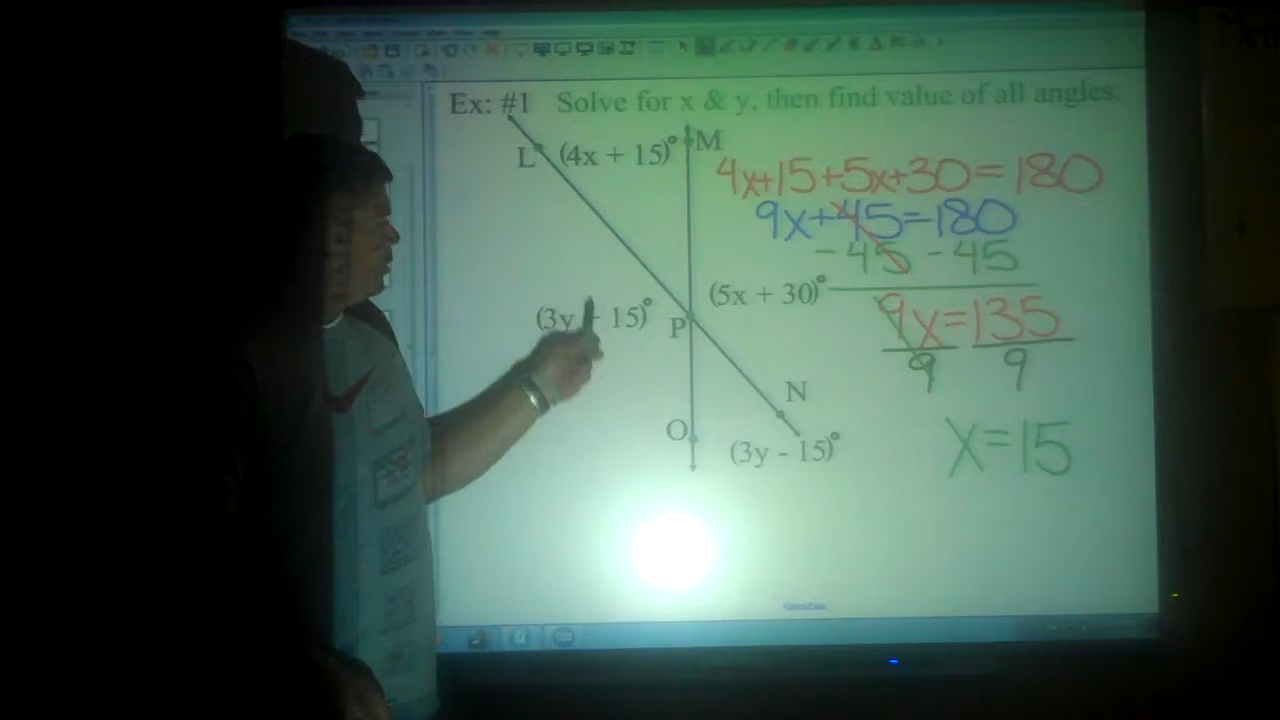 Ex: #1 Solve for x & y, then find value of all angles.
L (4x + 15)° M
4x+15+5x+30=180
9x+45=180
-45 -45
(5x + 30)°
9x=135
9 9
(3y 15)° P
N
x=15
O
(3y - 15)°